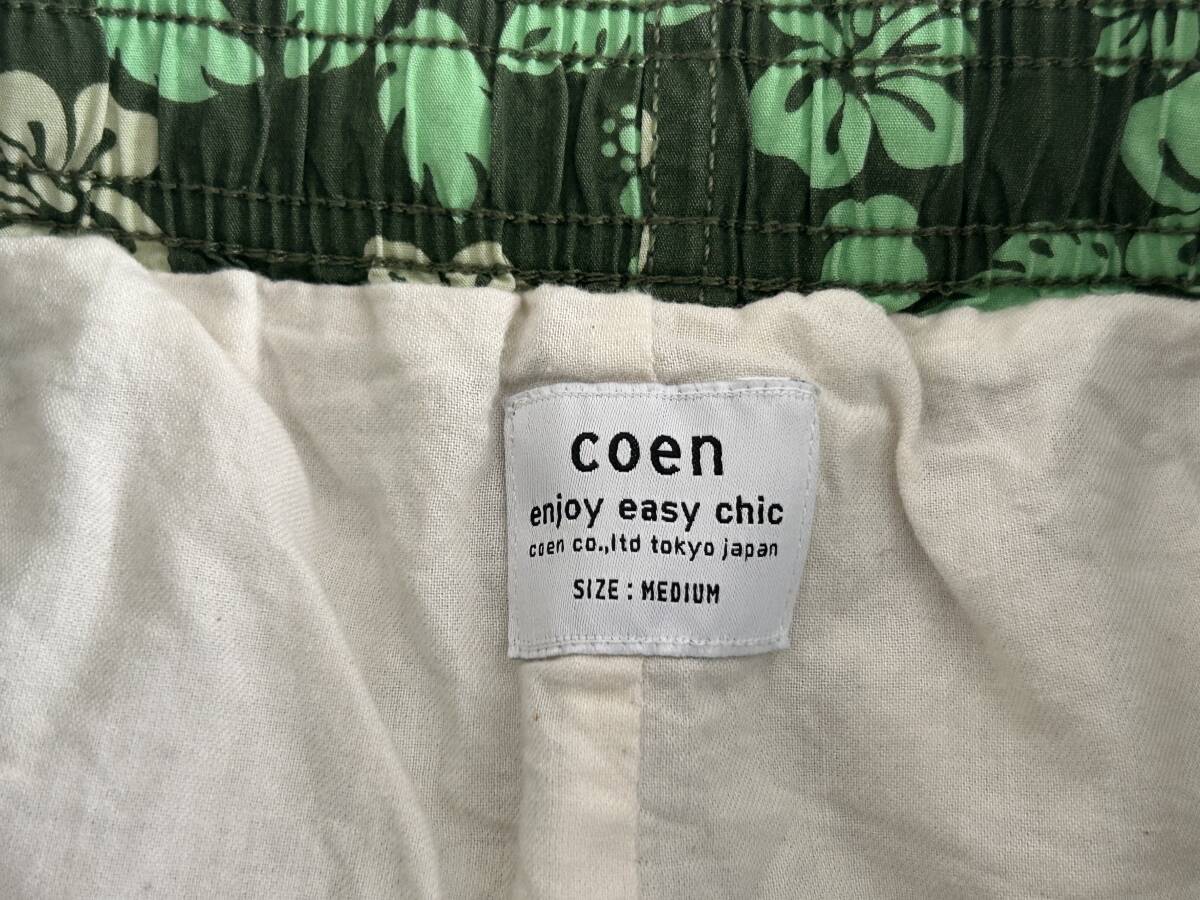 coen
enjoy easy chic
coen co.,ltd tokyo japan
SIZE : MEDIUM